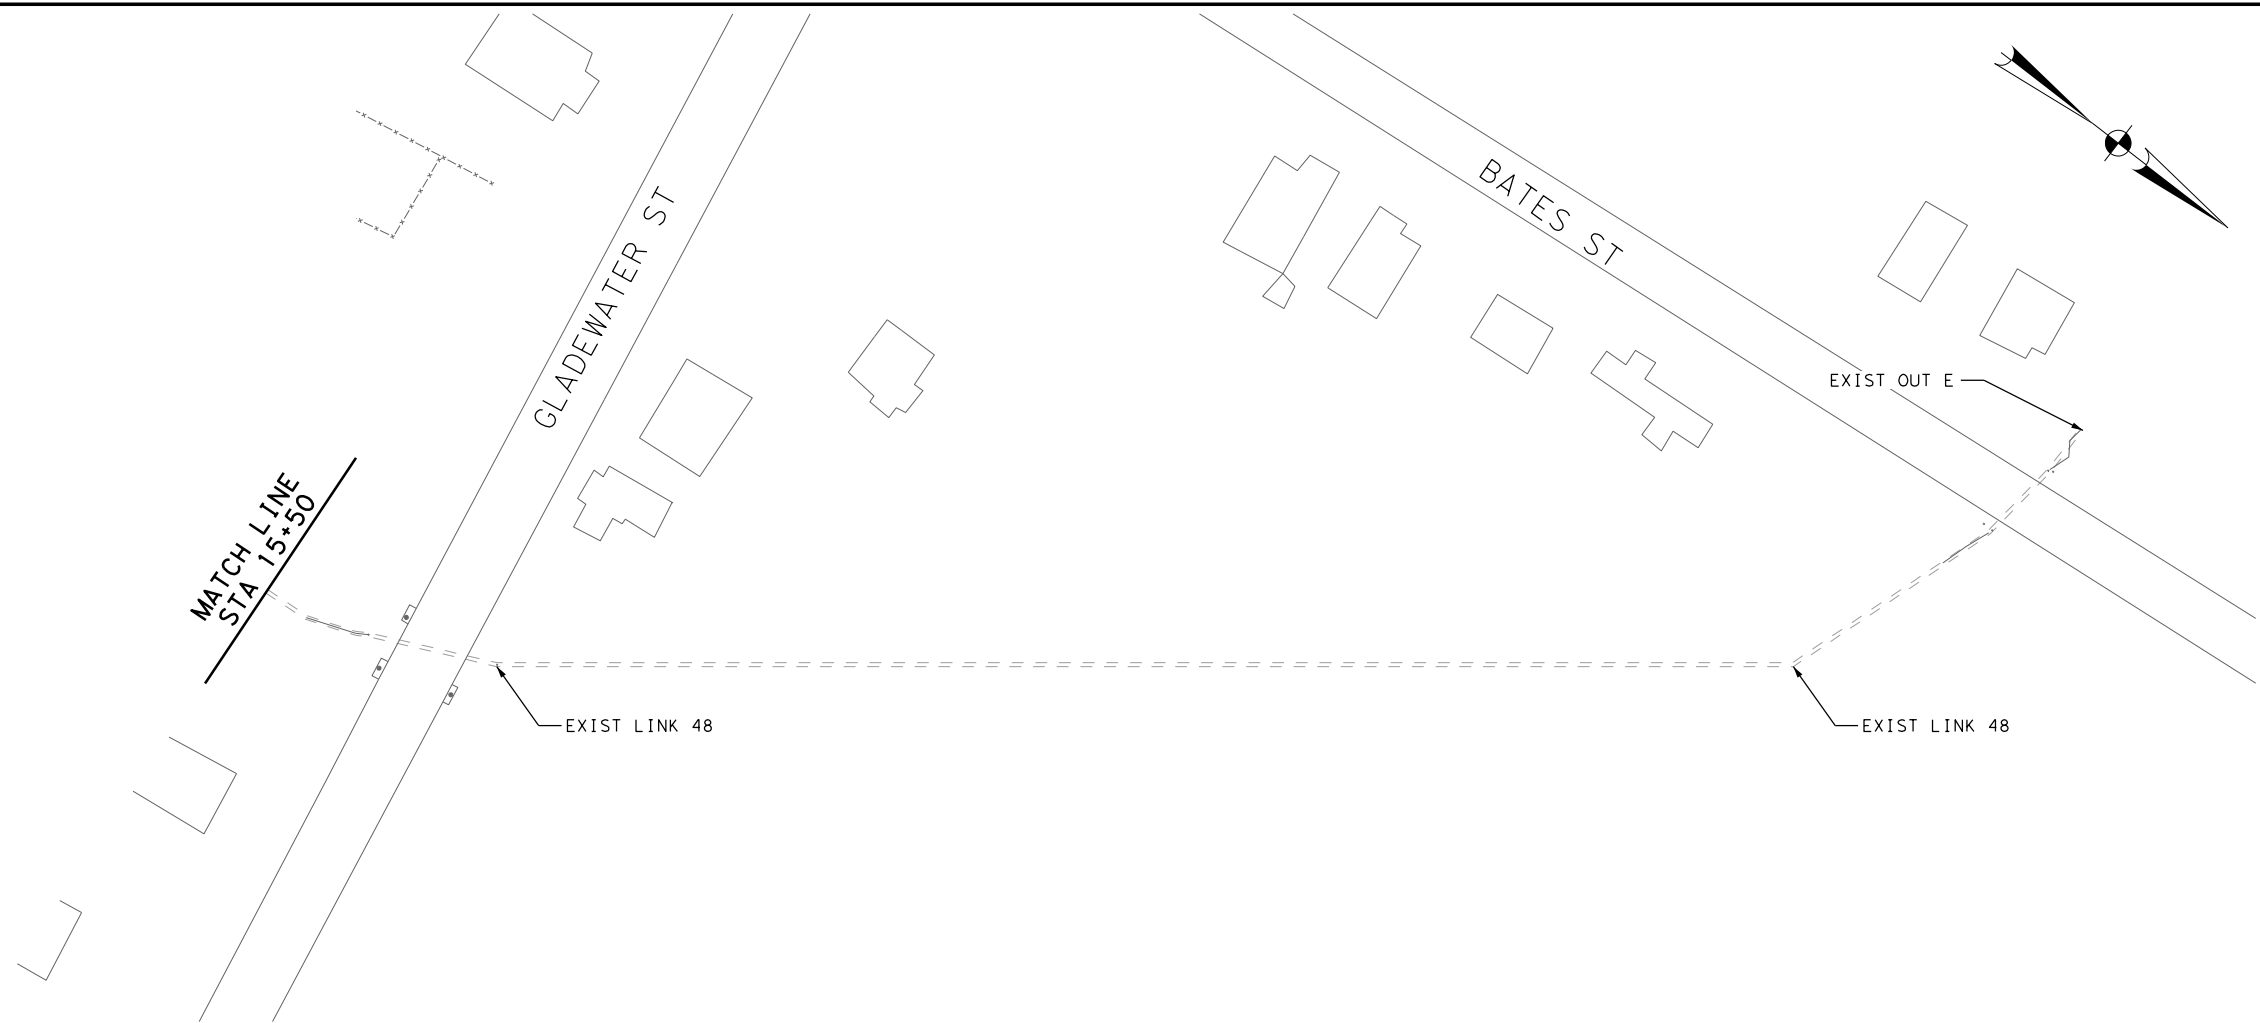 GLADEWATER ST
BATES ST
EXIST OUT E
MATCH LINE
STA 15+50
EXIST LINK 48
EXIST LINK 48